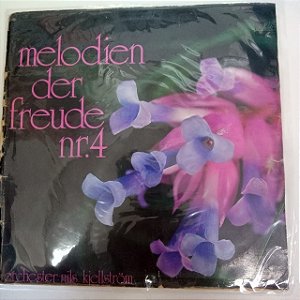 melodien
der
freude
nr.4
orchester nils kjellström